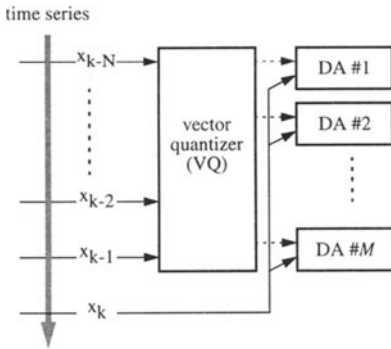 time series
x_{k-N}
DA #1
vector
quantizer
(VQ)
DA #2
x_{k-2}
x_{k-1}
DA #M
x_k